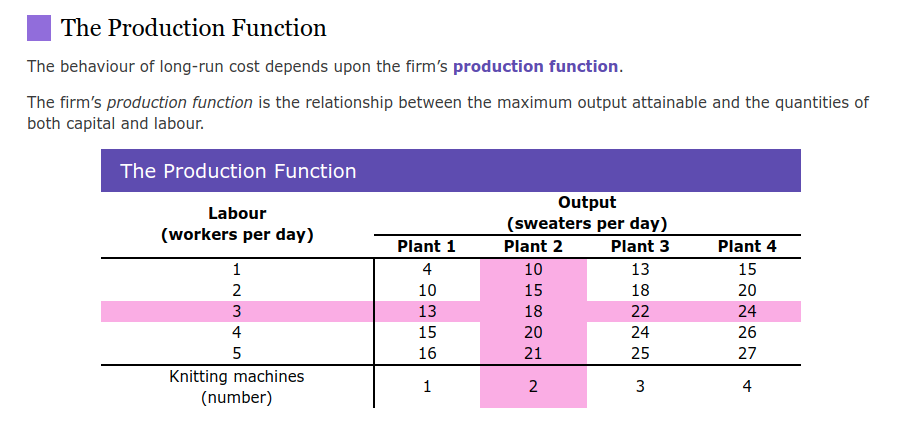 The Production Function
The behaviour of long-run cost depends upon the firm's production function.
The firm's production function is the relationship between the maximum output attainable and the quantities of
both capital and labour.
The Production Function
Labour
(workers per day)
Output
(sweaters per day)
Plant 1 Plant 2 Plant 3 Plant 4
1 4 10 13 15
2 10 15 18 20
3 13 18 22 24
4 15 20 24 26
5 16 21 25 27
Knitting machines
(number)
1 2 3 4